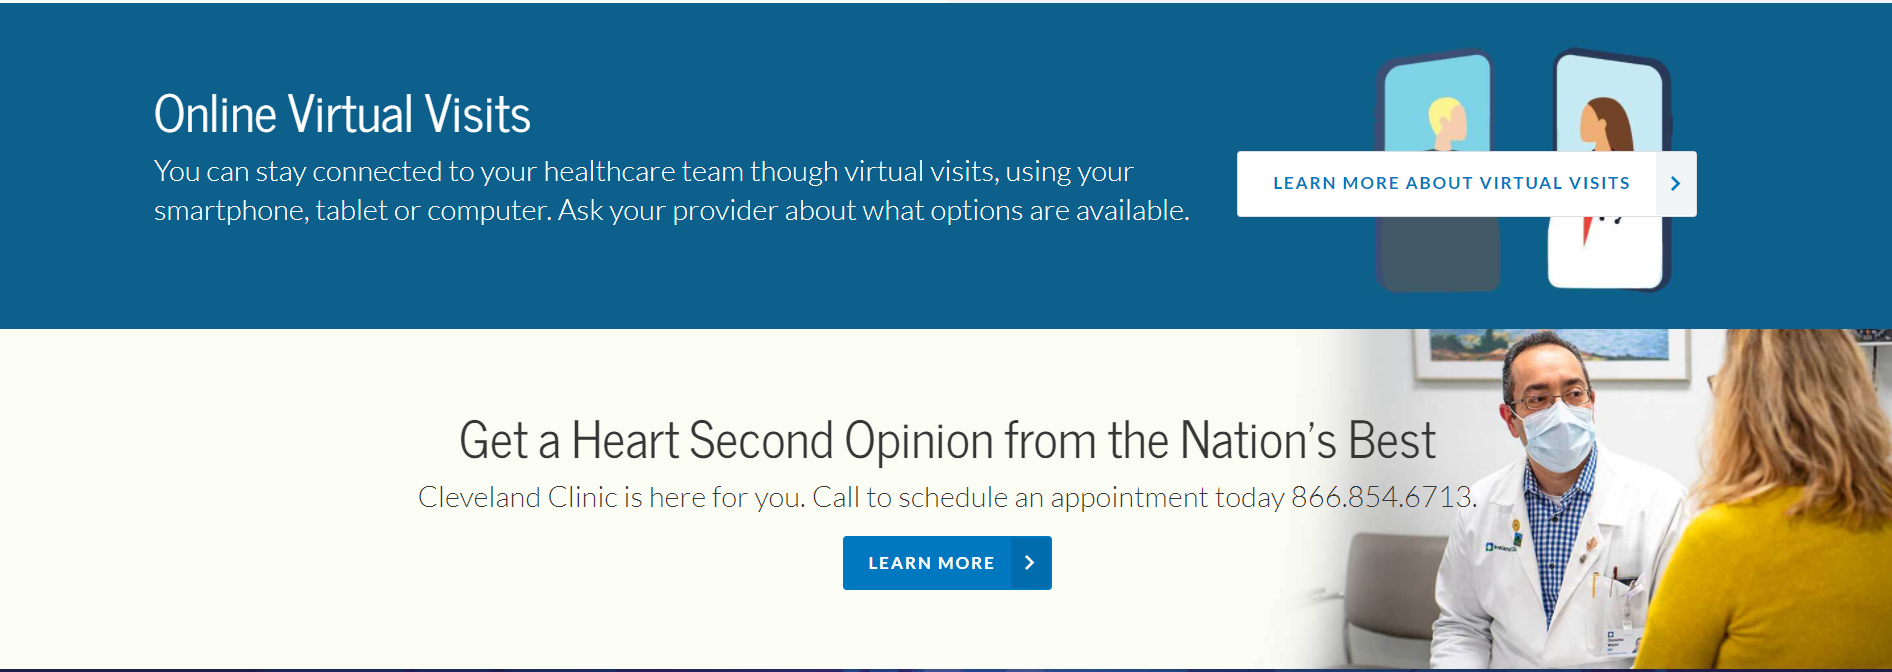 Online Virtual Visits
You can stay connected to your healthcare team though virtual visits, using your
smartphone, tablet or computer. Ask your provider about what options are available.
LEARN MORE ABOUT VIRTUAL VISITS
Get a Heart Second Opinion from the Nation's Best
Cleveland Clinic is here for you. Call to schedule an appointment today 866.854.6713.
LEARN MORE